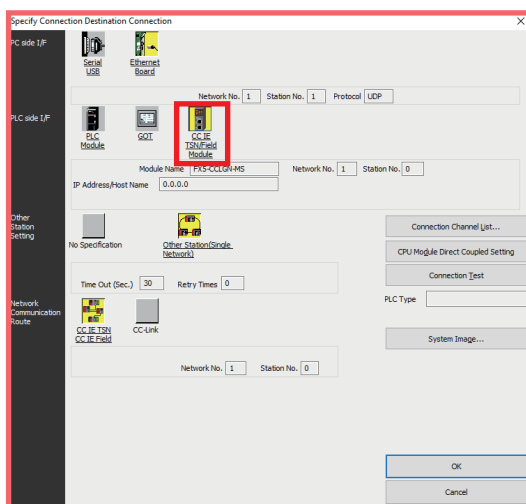 Specify Connection Destination Connection
PC side I/F
Serial
USB
Ethernet
Board
Network No. 1 Station No. 1 Protocol UDP
PLC side I/F
PLC
Module
GOT
CC IE
TSN/Field
Module
Module Name FX5-CCLGN-MS Network No. 1 Station No. 0
IP Address/Host Name 0.0.0.0
Other
Station
Setting
No Specification
Other Station(Single
Network)
Connection Channel List...
CPU Module Direct Coupled Setting
Time Out (Sec.) 30 Retry Times 0
Connection Test
PLC Type
Network
Communication
Route
CC IE TSN
CC IE Field
CC-Link
System Image...
Network No. 1 Station No. 0
OK
Cancel